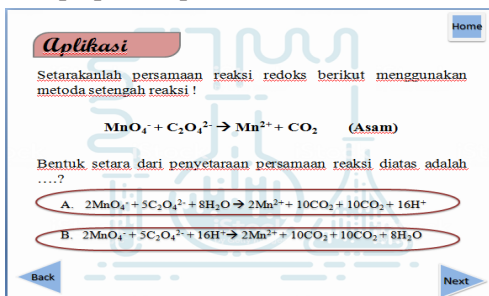 Home
Aplikasi
Setarakanlah persamaan reaksi redoks berikut menggunakan
metoda setengah reaksi !
MnO₄⁻ + C₂O₄²⁻ → Mn²⁺ + CO₂ (Asam)
Bentuk setara dari penyetaraan persamaan reaksi diatas adalah
….?
A. 2MnO₄⁻ + 5C₂O₄²⁻ + 8H₂O → 2Mn²⁺ + 10CO₂ + 10CO₂ + 16H⁺
B. 2MnO₄⁻ + 5C₂O₄²⁻ + 16H⁺→ 2Mn²⁺ + 10CO₂ + 10CO₂ + 8H₂O
Back
Next